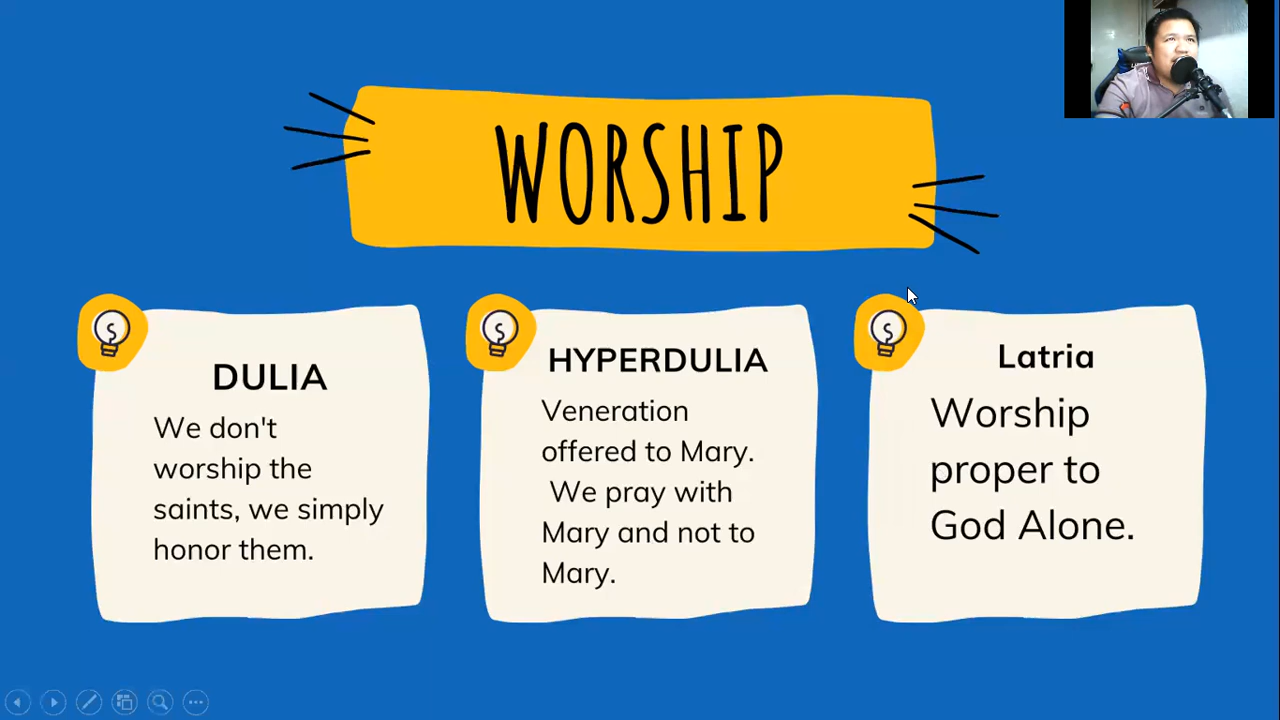 WORSHIP
DULIA
We don't
worship the
saints, we simply
honor them.
HYPERDULIA
Veneration
offered to Mary.
We pray with
Mary and not to
Mary.
Latria
Worship
proper to
God Alone.